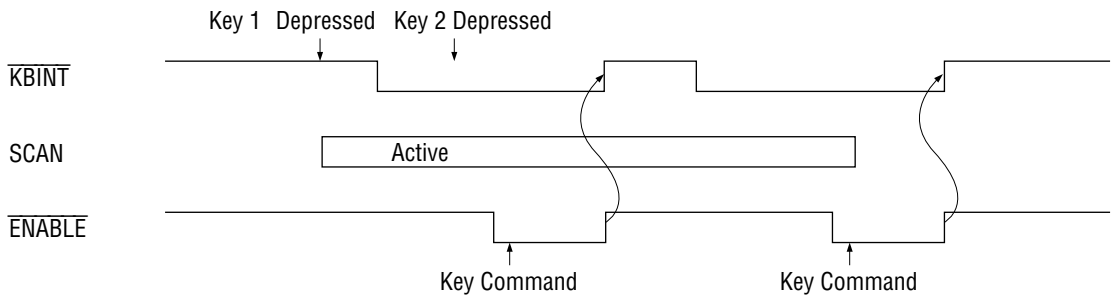 Key 1 Depressed Key 2 Depressed
KBINT
SCAN
Active
ENABLE
Key Command Key Command